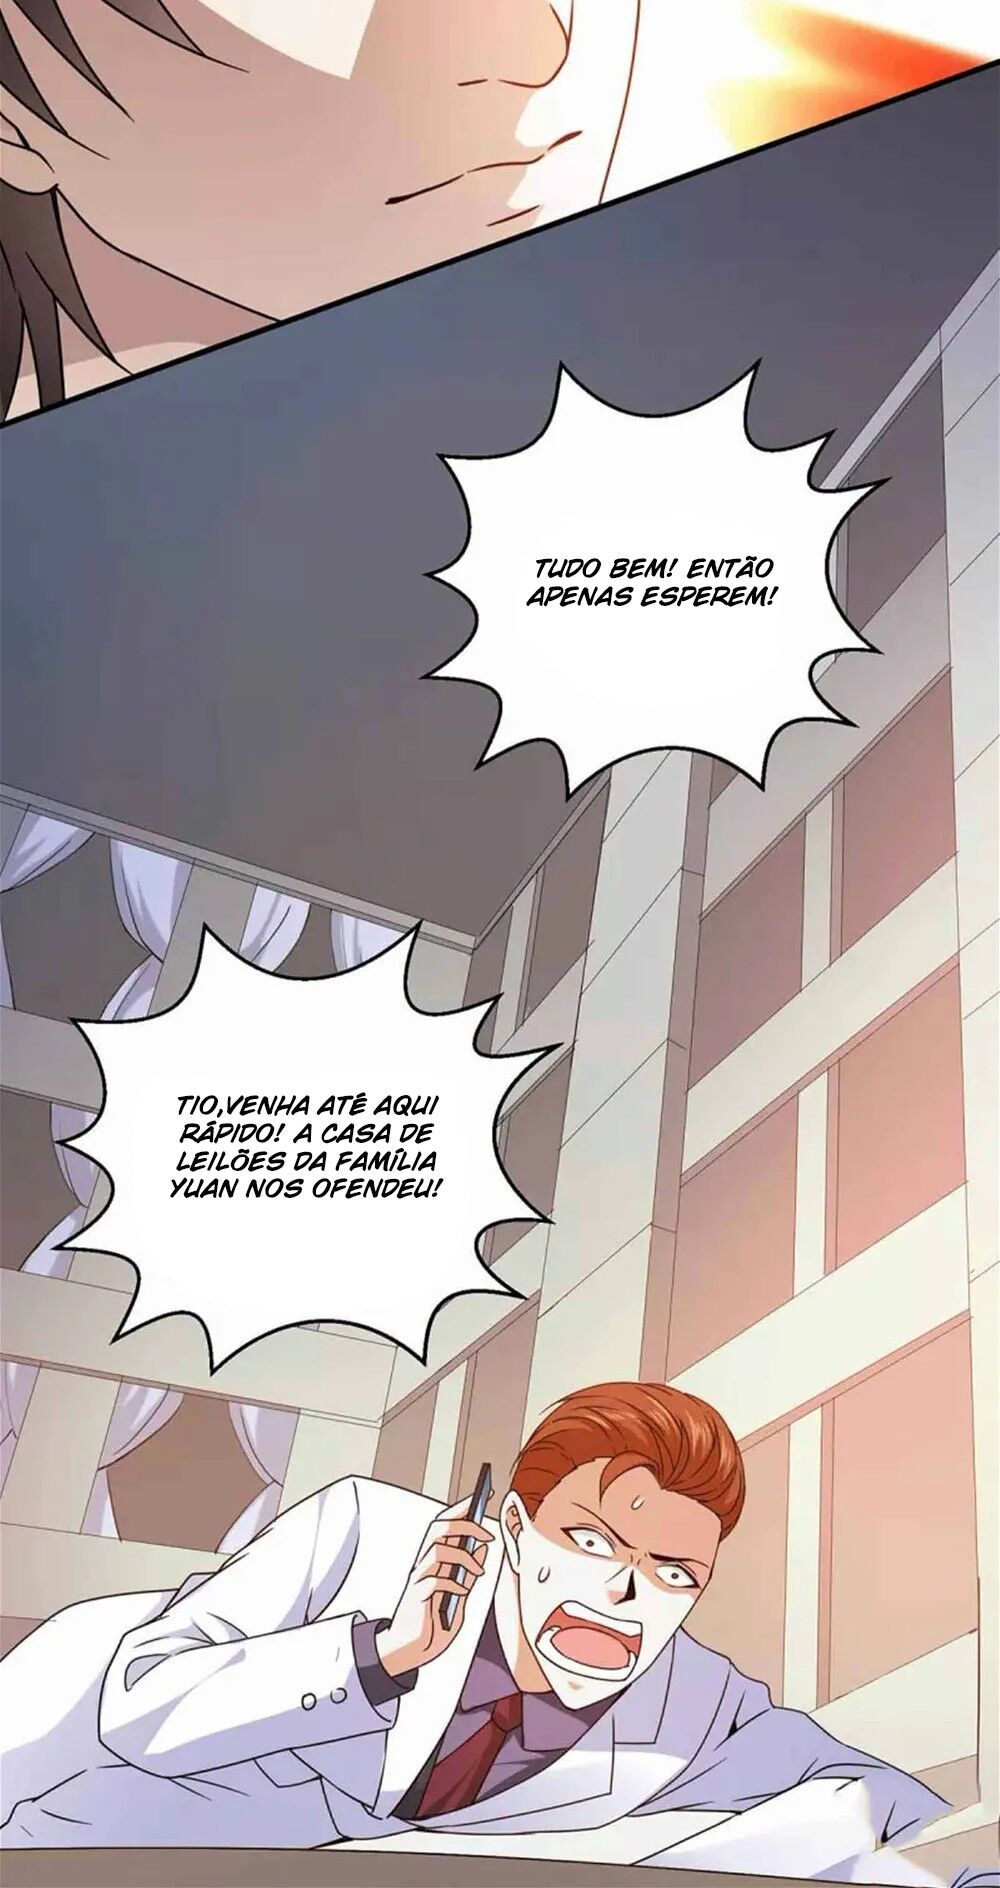 TUDO BEM! ENTÃO
APENAS ESPEREM!
TIO,VENHA ATÉ AQUI
RÁPIDO! A CASA DE
LEILÕES DA FAMÍLIA
YUAN NOS OFENDEU!